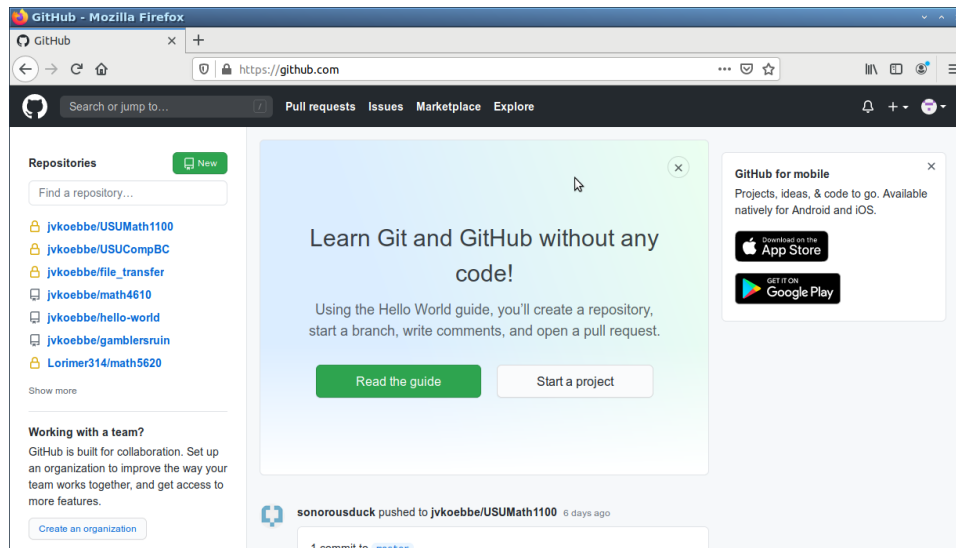 GitHub - Mozilla Firefox
GitHub
https://github.com
Search or jump to...
/
Pull requests Issues Marketplace Explore
Repositories
New
Find a repository...
jvkoebbe/USUMath1100
jvkoebbe/USUCompBC
jvkoebbe/file_transfer
jvkoebbe/math4610
jvkoebbe/hello-world
jvkoebbe/gamblersruin
Lorimer314/math5620
Show more
Working with a team?
GitHub is built for collaboration. Set up
an organization to improve the way your
team works together, and get access to
more features.
Create an organization
Learn Git and GitHub without any
code!
Using the Hello World guide, you'll create a repository,
start a branch, write comments, and open a pull request.
Read the guide
Start a project
sonorousduck pushed to jvkoebbe/USUMath1100 6 days ago
1 commit to master
GitHub for mobile
Projects, ideas, & code to go. Available
natively for Android and iOS.
Download on the
App Store
GET IT ON
Google Play